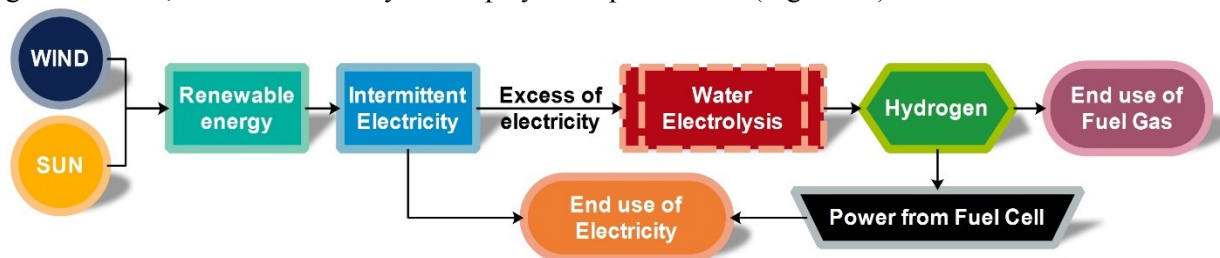 WIND
SUN
Renewable
energy
Intermittent
Electricity
Excess of
electricity
Water
Electrolysis
Hydrogen
End use of
Fuel Gas
End use of
Electricity
Power from Fuel Cell